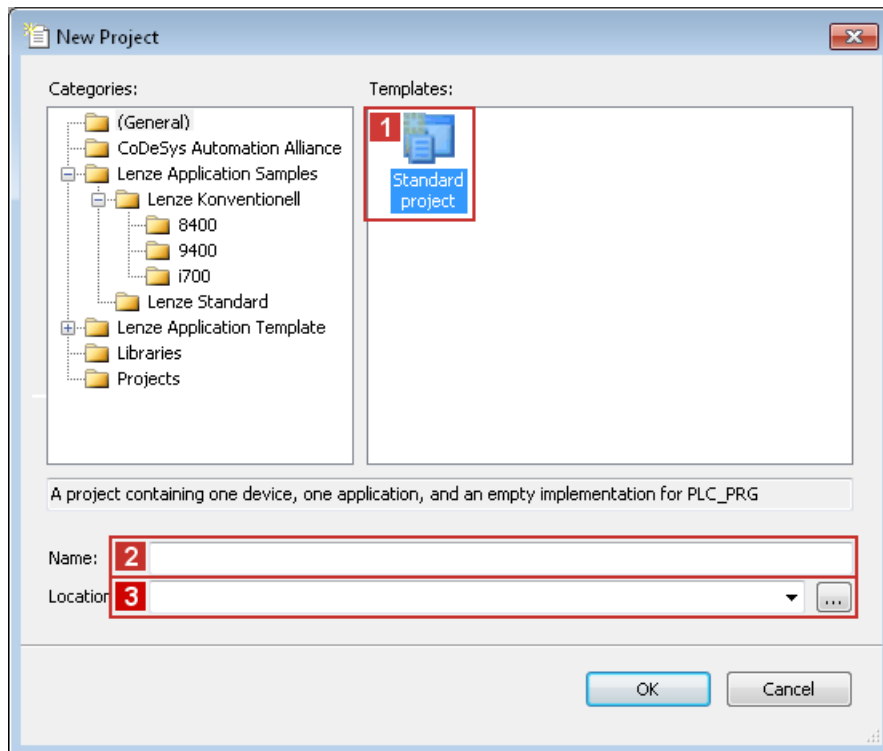 New Project
Categories:
Templates:
(General)
CoDeSys Automation Alliance
Lenze Application Samples
Lenze Konventionell
8400
9400
i700
Lenze Standard
Lenze Application Template
Libraries
Projects
1
Standard
project
A project containing one device, one application, and an empty implementation for PLC_PRG
Name: 2
Location 3
...
OK
Cancel